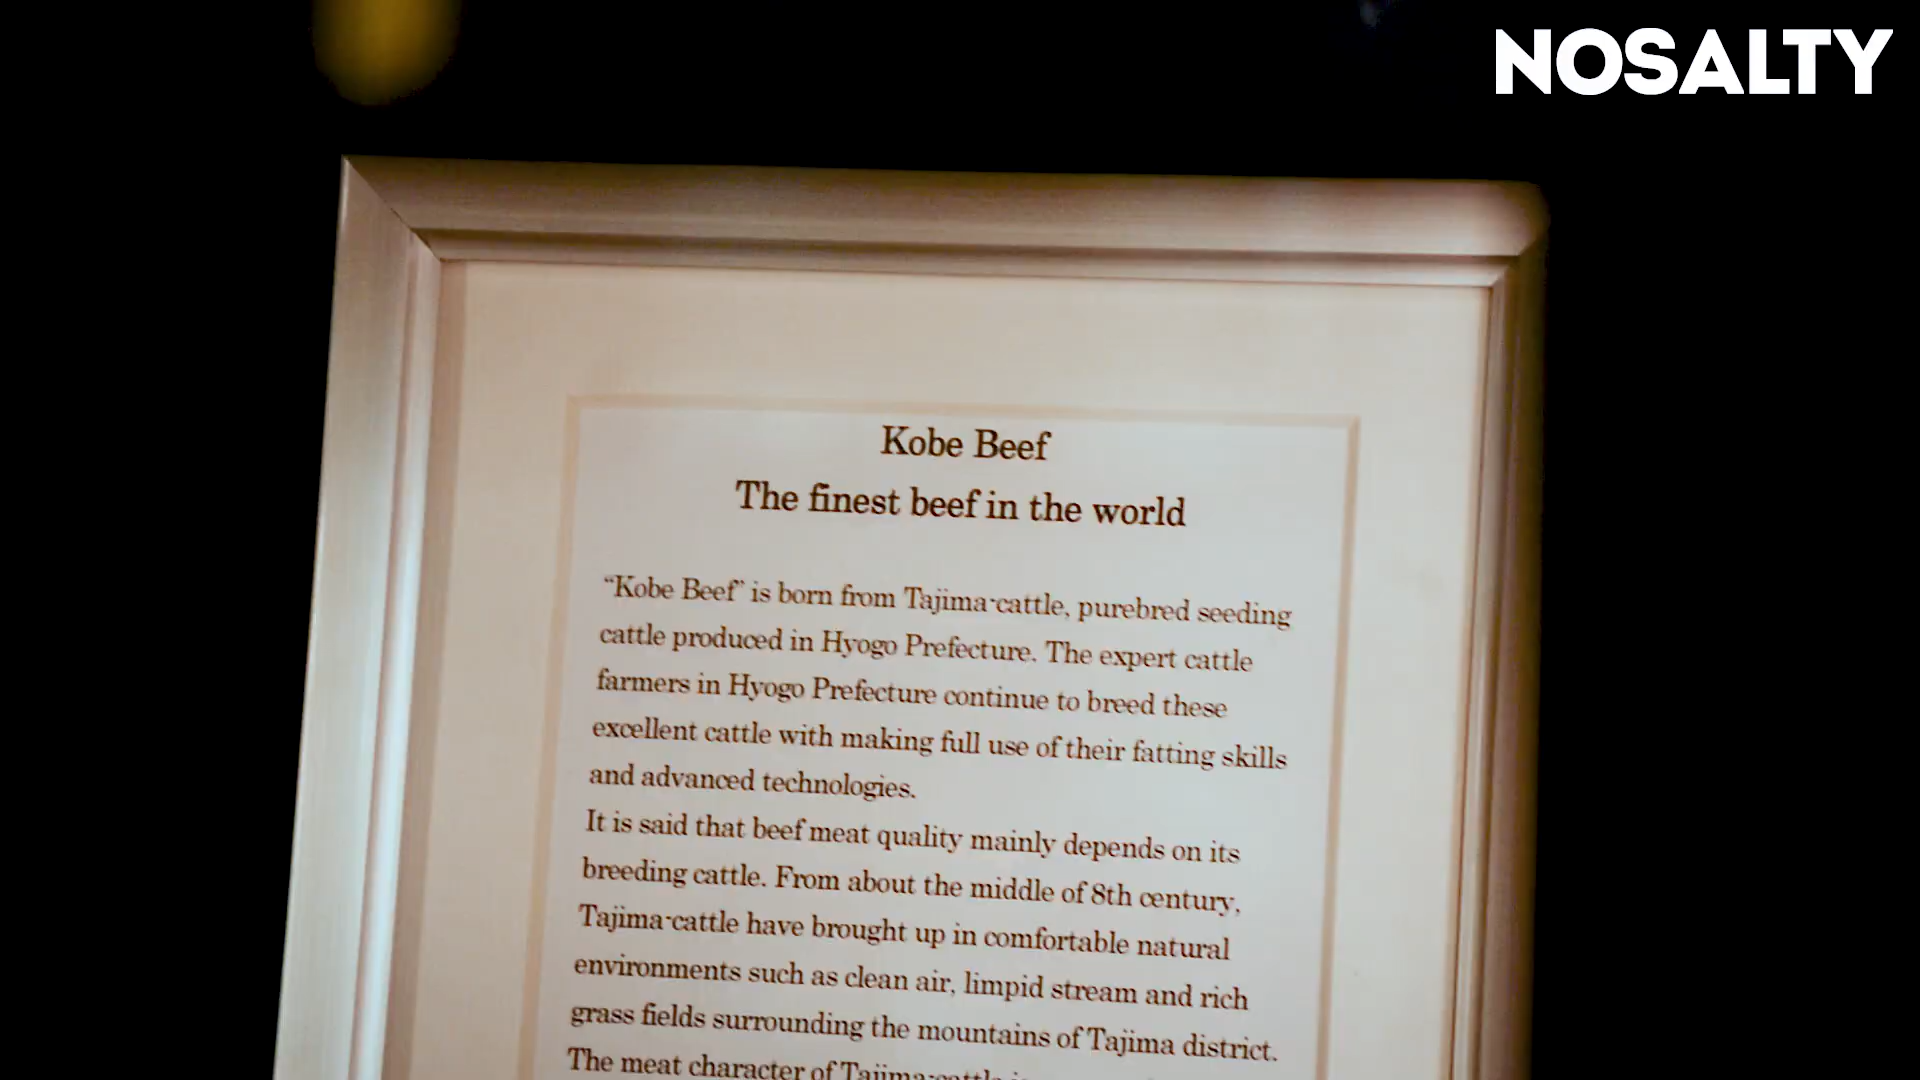 NOSALTY
Kobe Beef
The finest beef in the world
“Kobe Beef” is born from Tajima-cattle, purebred seeding
cattle produced in Hyogo Prefecture. The expert cattle
farmers in Hyogo Prefecture continue to breed these
excellent cattle with making full use of their fatting skills
and advanced technologies.
It is said that beef meat quality mainly depends on its
breeding cattle. From about the middle of 8th century,
Tajima-cattle have brought up in comfortable natural
environments such as clean air, limpid stream and rich
grass fields surrounding the mountains of Tajima district.
The meat character of Tajima-cattle